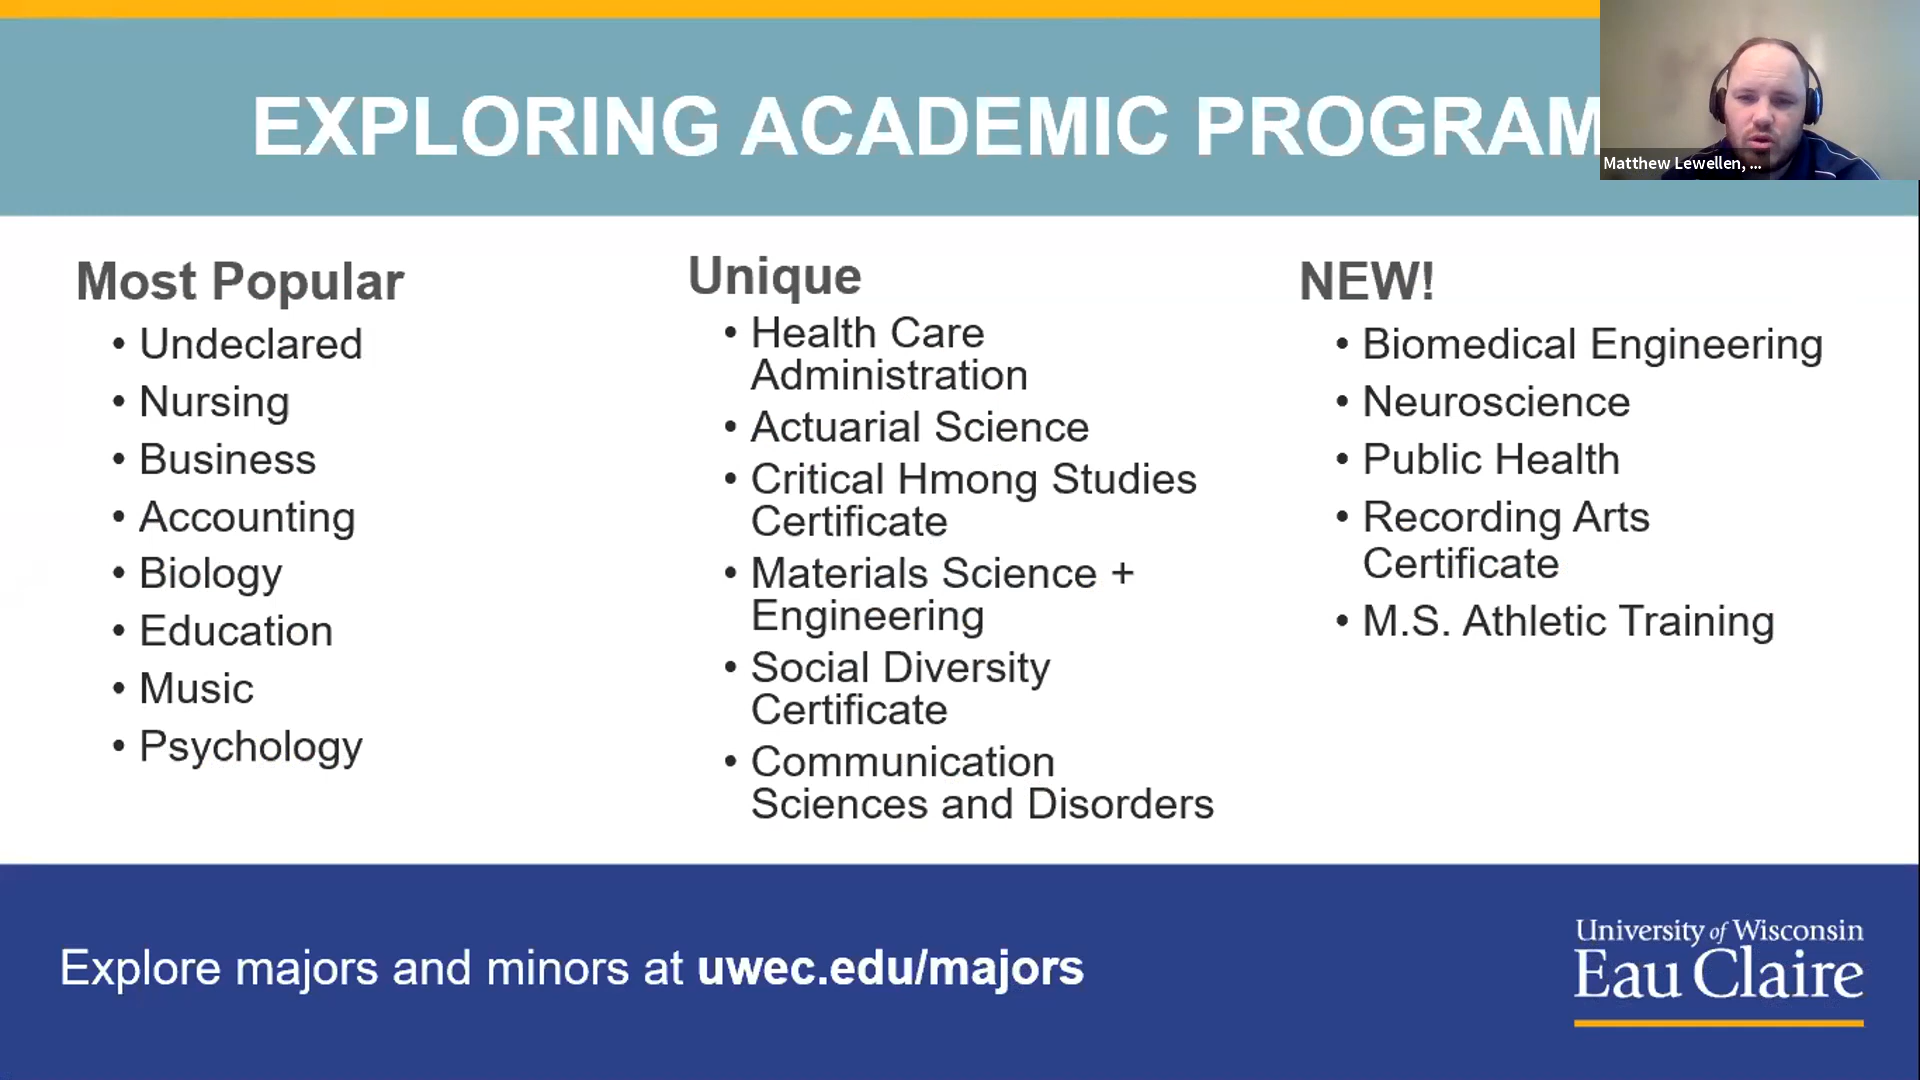 EXPLORING ACADEMIC PROGRAM
Matthew Lewellen, ...
Most Popular
• Undeclared
• Nursing
• Business
• Accounting
• Biology
• Education
• Music
• Psychology
Unique
• Health Care
Administration
• Actuarial Science
• Critical Hmong Studies
Certificate
• Materials Science +
Engineering
• Social Diversity
Certificate
• Communication
Sciences and Disorders
NEW!
• Biomedical Engineering
• Neuroscience
• Public Health
• Recording Arts
Certificate
• M.S. Athletic Training
Explore majors and minors at uwec.edu/majors
University of Wisconsin
Eau Claire